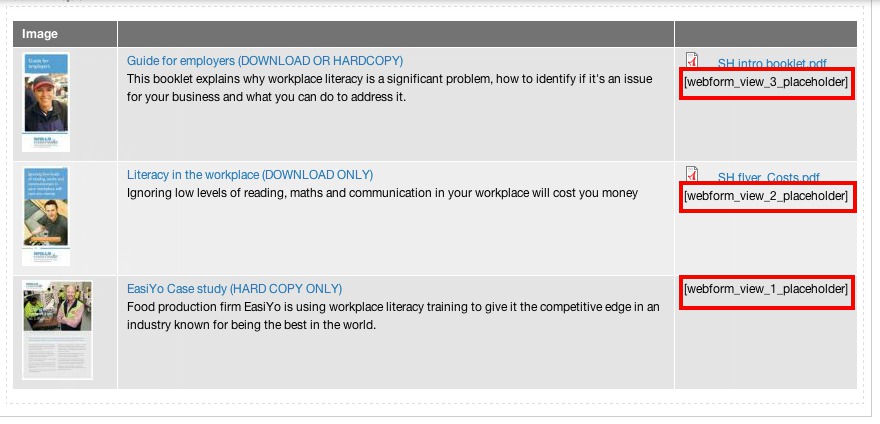 Image
Guide for employers (DOWNLOAD OR HARDCOPY)
This booklet explains why workplace literacy is a significant problem, how to identify if it's an issue
for your business and what you can do to address it.
SH intro booklet.pdf
[webform_view_3_placeholder]
Guide for
employers
Literacy in the workplace (DOWNLOAD ONLY)
Ignoring low levels of reading, maths and communication in your workplace will cost you money
SH flyer_Costs.pdf
[webform_view_2_placeholder]
EasiYo Case study (HARD COPY ONLY)
Food production firm EasiYo is using workplace literacy training to give it the competitive edge in an
industry known for being the best in the world.
[webform_view_1_placeholder]